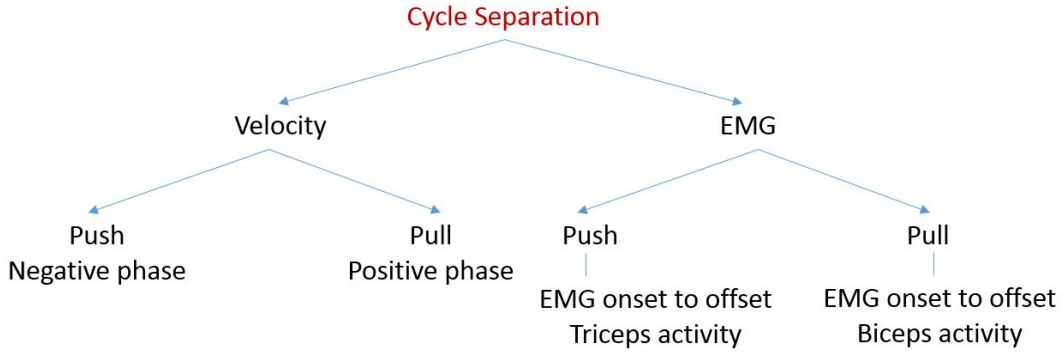 Cycle Separation
Velocity
EMG
Push
Negative phase
Pull
Positive phase
Push
EMG onset to offset
Triceps activity
Pull
EMG onset to offset
Biceps activity